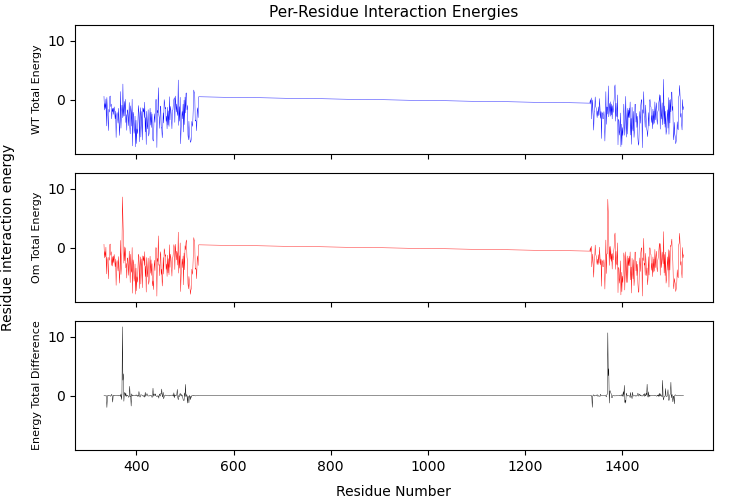 Per-Residue Interaction Energies
Residue interaction energy
WT Total Energy
10
0
Om Total Energy
10
0
Energy Total Difference
10
0
400
600
800
1000
1200
1400
Residue Number